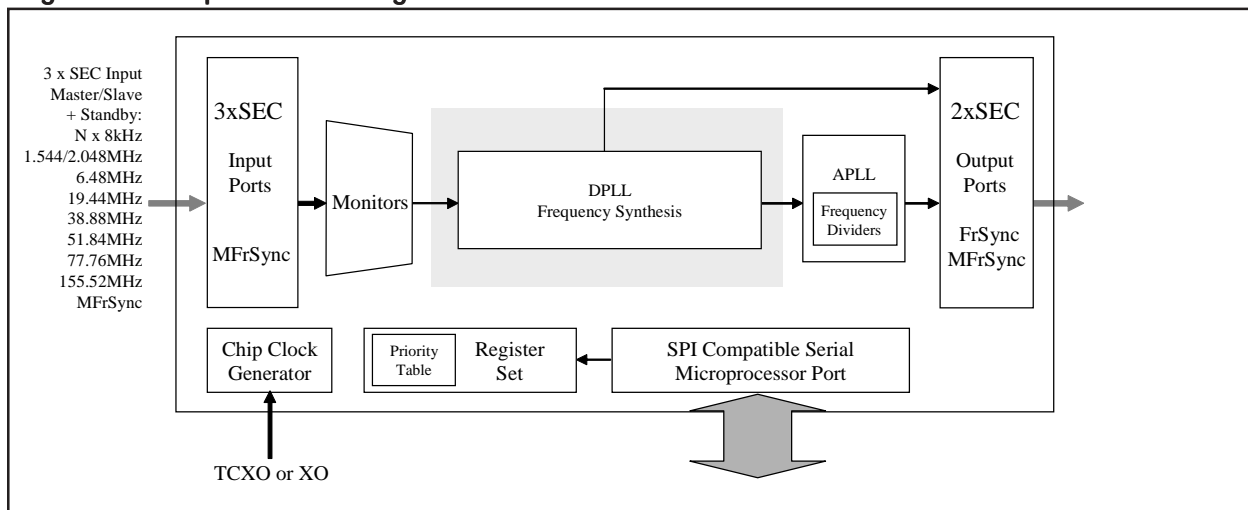 3 x SEC Input
Master/Slave
+ Standby:
N x 8kHz
1.544/2.048MHz
6.48MHz
19.44MHz
38.88MHz
51.84MHz
77.76MHz
155.52MHz
MFrSync
3xSEC
Input
Ports
MFrSync
Monitors
DPLL
Frequency Synthesis
APLL
Frequency
Dividers
2xSEC
Output
Ports
FrSync
MFrSync
Chip Clock
Generator
Priority
Table
Register
Set
SPI Compatible Serial
Microprocessor Port
TCXO or XO